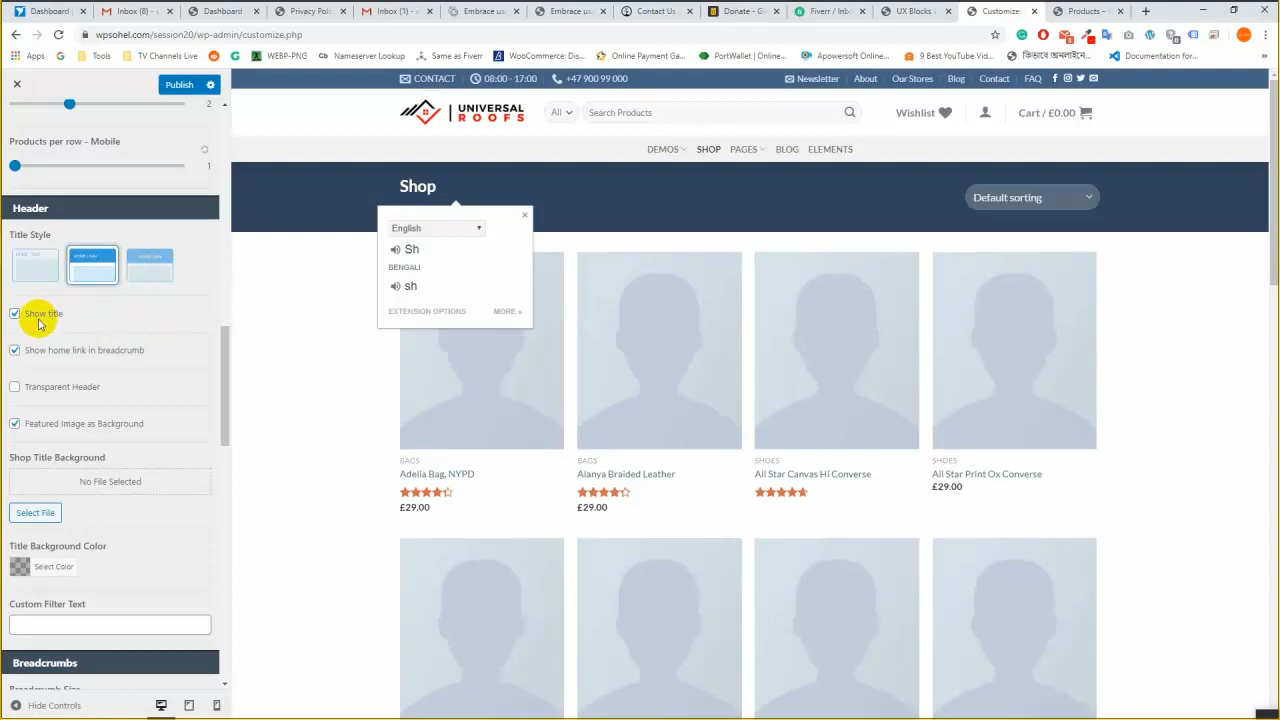 Dashboard
Inbox (8) - c
Dashboard
Privacy Polic
Inbox (1) - m
Embrace us
Embrace us
Contact Us
Donate - Gi
Fiverr / Inbo
UX Blocks
Customize:
Products –
wpsohel.com/session20/wp-admin/customize.php
Apps
Tools
TV Channels Live
WEBP-PNG
Nameserver Lookup
Same as Fiverr
WooCommerce: Dis...
Online Payment Ga...
PortWallet [Online...
Apowersoft Online...
9 Best YouTube Vid...
কিভাবে অনলাইনে...
Documentation for...
Publish
2
Products per row - Mobile
1
Header
Title Style
Show title
Show home link in breadcrumb
Transparent Header
Featured Image as Background
Shop Title Background
No File Selected
Select File
Title Background Color
Select Color
Custom Filter Text
Breadcrumbs
Breadcrumb Size
Hide Controls
CONTACT
08:00 - 17:00
+47 900 99 000
Newsletter
About
Our Stores
Blog
Contact
FAQ
UNIVERSAL
ROOFS
All
Search Products
Wishlist
Cart / £0.00
DEMOS
SHOP
PAGES
BLOG
ELEMENTS
Shop
Default sorting
English
Sh
BENGALI
sh
EXTENSION OPTIONS
MORE »
BAGS
Adelia Bag, NYPD
£29.00
BAGS
Alanya Braided Leather
£29.00
SHOES
All Star Canvas Hi Converse
SHOES
All Star Print Ox Converse
£29.00